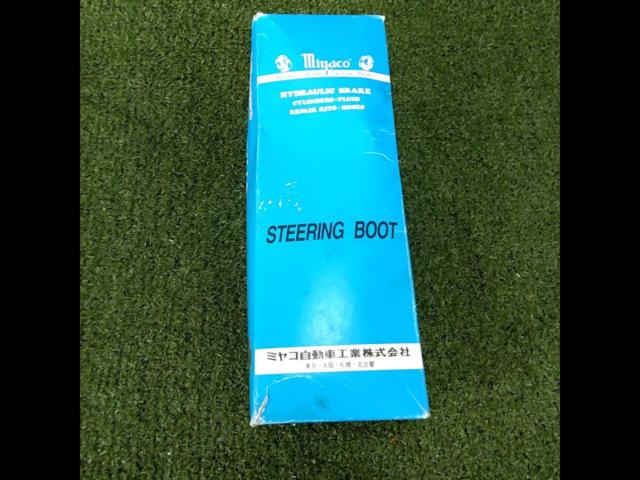 Miyaco
HYDRAULIC BRAKE
CYLINDERS-FLUID
REPAIR KITS-HOSES
STEERING BOOT
ミヤコ自動車工業株式会社
東京・大阪・札幌・名古屋